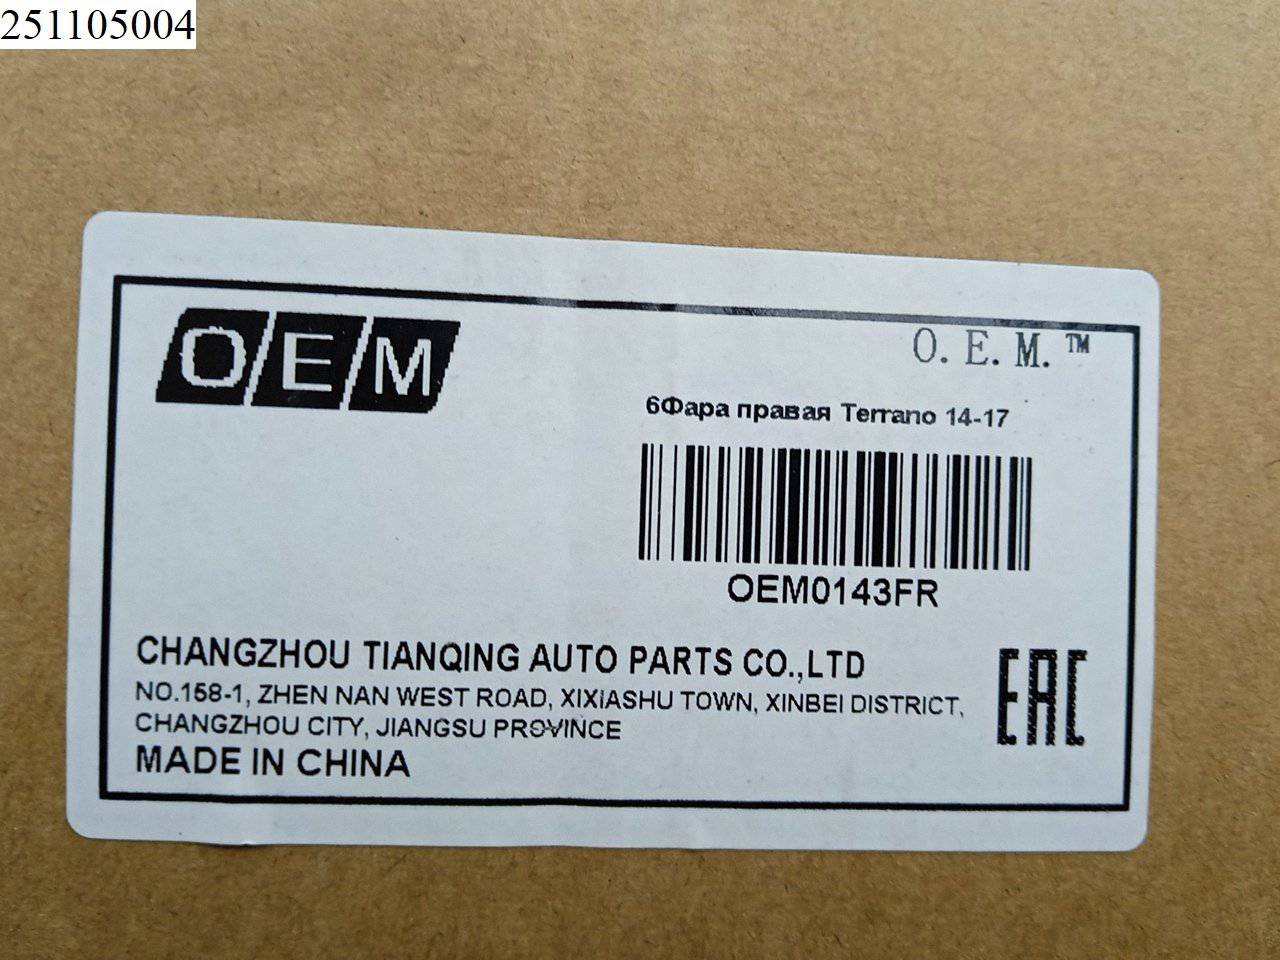 251105004
OEM
O. E. M.™
6Фара правая Terrano 14-17
OEM0143FR
CHANGZHOU TIANQING AUTO PARTS CO.,LTD
NO.158-1, ZHEN NAN WEST ROAD, XIXIASHU TOWN, XINBEI DISTRICT,
CHANGZHOU CITY, JIANGSU PROVINCE
MADE IN CHINA
EAC